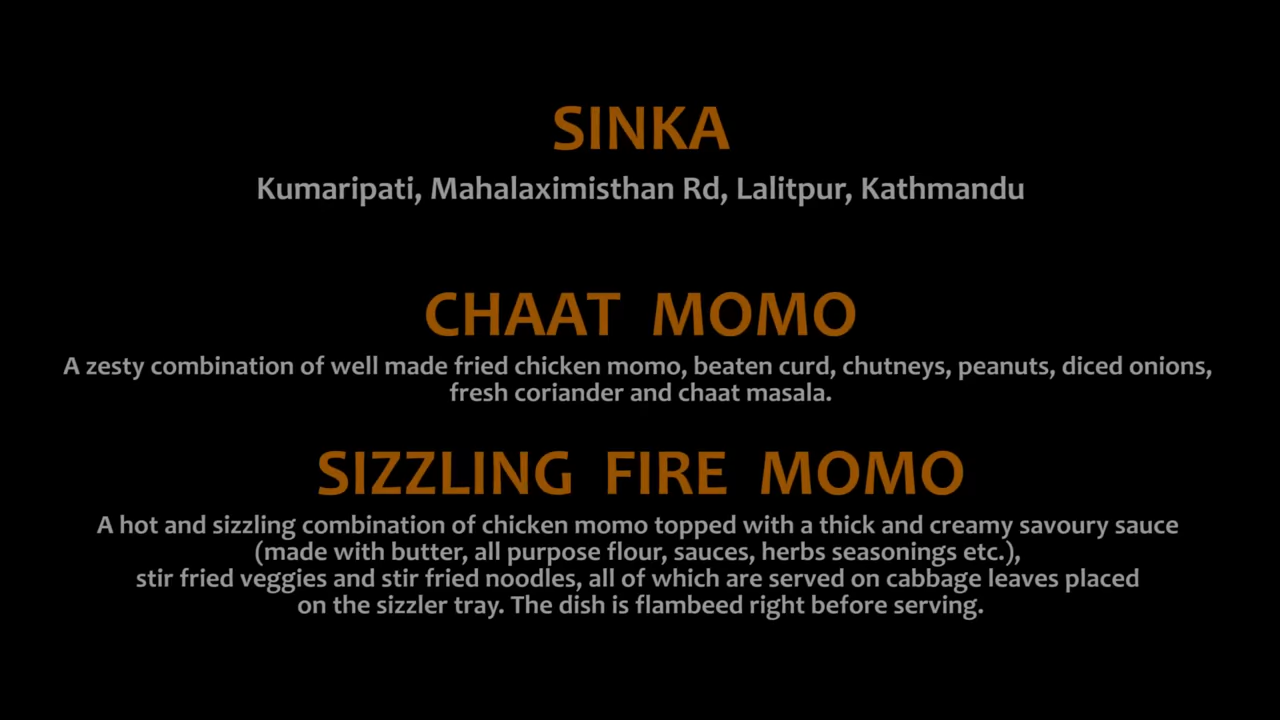 SINKA
Kumaripati, Mahalaximisthan Rd, Lalitpur, Kathmandu
CHAAT MOMO
A zesty combination of well made fried chicken momo, beaten curd, chutneys, peanuts, diced onions,
fresh coriander and chaat masala.
SIZZLING FIRE MOMO
A hot and sizzling combination of chicken momo topped with a thick and creamy savoury sauce
(made with butter, all purpose flour, sauces, herbs seasonings etc.),
stir fried veggies and stir fried noodles, all of which are served on cabbage leaves placed
on the sizzler tray. The dish is flambeed right before serving.